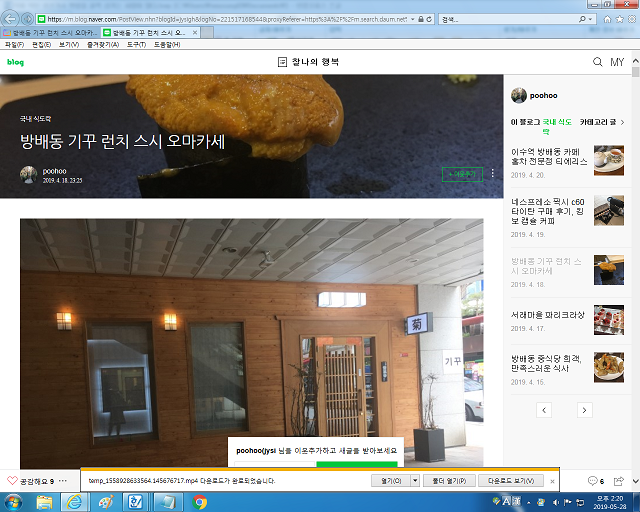 https://m.blog.naver.com/PostView.nhn?blogId=jysigh&logNo=221517168544&proxyReferer=https%3A%2F%2Fm.search.daum.net%
검색...
방배동 기꾸 런치 스시 오마카...
방배동 기꾸 런치 스시 오...
파일(F) 편집(E) 보기(V) 즐겨찾기(A) 도구(T) 도움말(H)
blog
찰나의 행복
MY
국내 식도락
방배동 기꾸 런치 스시 오마카세
poohoo
2019. 4. 18. 23:25
+ 이웃추가
poohoo
이 블로그 국내 식도락 카테고리 글
이수역 방배동 카페 홍차 전문점 티에리스
2019. 4. 20.
네스프레소 픽시 c60 타이탄 구매 후기, 킹보 캡슐 커피
2019. 4. 19.
방배동 기꾸 런치 스시 오마카세
2019. 4. 18.
서래마을 파리크라상
2019. 4. 17.
방배동 중식당 희객, 만족스러운 식사
2019. 4. 15.
菊
기꾸
poohoo(jysi 님을 이웃추가하고 새글을 받아보세요
공감해요 9
temp_1558928633564.145676717.mp4 다운로드가 완료되었습니다.
열기(O)
폴더 열기(P)
다운로드 보기(V)
6
A 漢
오후 2:20
2019-05-28